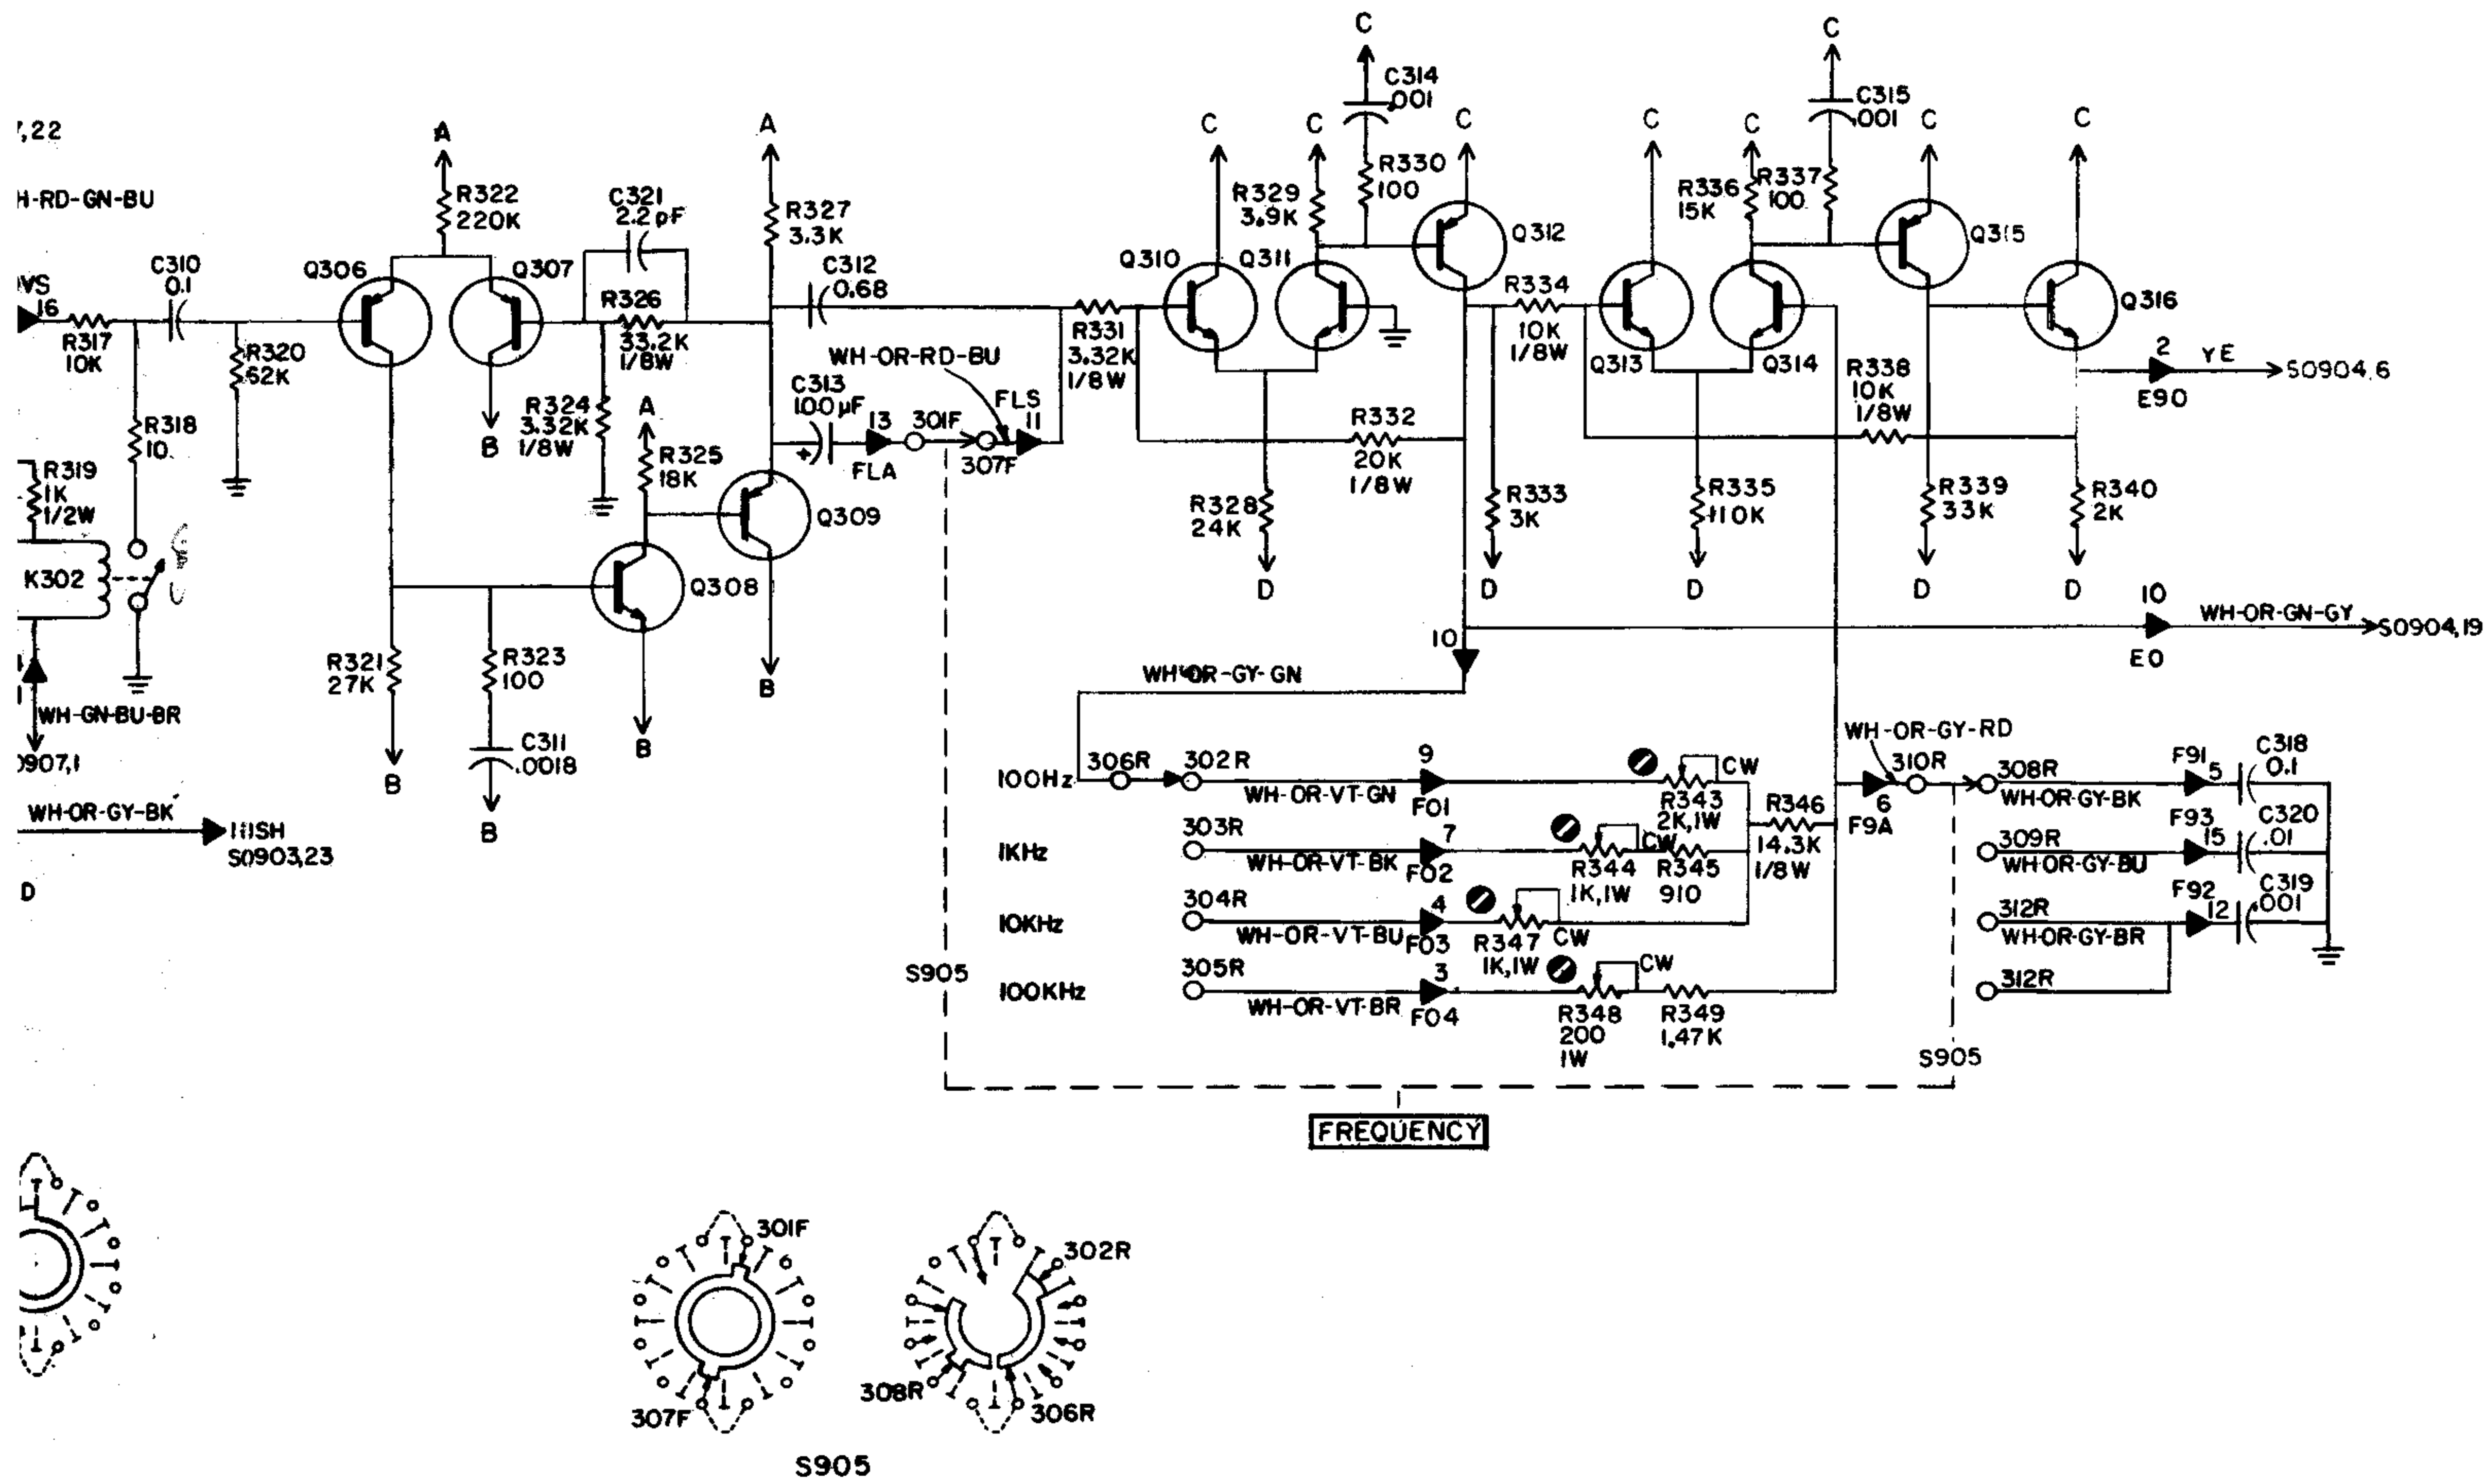 C
C
C314
.001
C315
.001
,22
A
A
C
C
C
C
C
C
C
H-RD-GN-BU
R322
220K
C321
2.2pF
R327
3.3K
R329
3.9K
R330
100
R336
15K
R337
100
Q312
Q315
C310
0.1
Q306
Q307
C312
0.68
Q310
Q311
16
R317
10K
R326
33.2K
1/8W
R331
3.32K
1/8W
R334
10K
1/8W
Q316
R320
62K
WH-OR-RD-BU
Q313
Q314
2
YE
S0904,6
E90
R318
10
R324
3.32K
1/8W
A
B
C313
100µF
13
301F
FLS
11
FLA
307F
R332
20K
1/8W
R338
10K
1/8W
R319
1K
1/2W
R325
18K
Q309
R328
24K
R333
3K
R335
110K
R339
33K
R340
2K
K302
Q308
D
D
D
D
D
10
WH-OR-GN-GY
S0904,19
E0
10
R321
27K
R323
100
B
WH-OR-GY-GN
WH-GN-BU-BR
C311
.0018
B
B
B
0907,1
WH-OR-GY-BK
111SH
S0903,23
D
WH-OR-GY-RD
100Hz
306R
302R
WH-OR-VT-GN
9
F01
R343
2K,1W
CW
R346
14.3K
1/8W
6
F9A
310R
308R
WH-OR-GY-BK
F91
5
C318
0.1
1KHz
303R
WH-OR-VT-BK
7
F02
R344
1K,1W
CW
R345
910
309R
WH-OR-GY-BU
F93
15
C320
.01
10KHz
304R
WH-OR-VT-BU
4
F03
R347
1K,1W
CW
312R
WH-OR-GY-BR
F92
12
C319
.001
S905
100KHz
305R
WH-OR-VT-BR
3
F04
R348
200
1W
CW
R349
1.47K
312R
S905
FREQUENCY
301F
302R
307F
308R
306R
S905